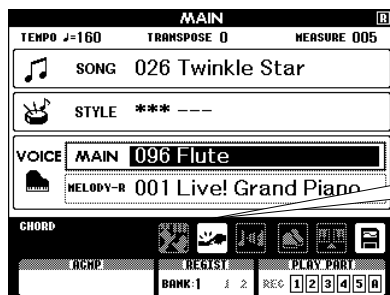 MAIN R
TEMPO ♩=160 TRANSPOSE 0 MEASURE 005
SONG 026 Twinkle Star
STYLE *** ---
VOICE MAIN 096 Flute
MELODY-R 001 Live! Grand Piano
CHORD
ACMP REGIST PLAY PART
BANK:1 1 2 REC 1 2 3 4 5 A